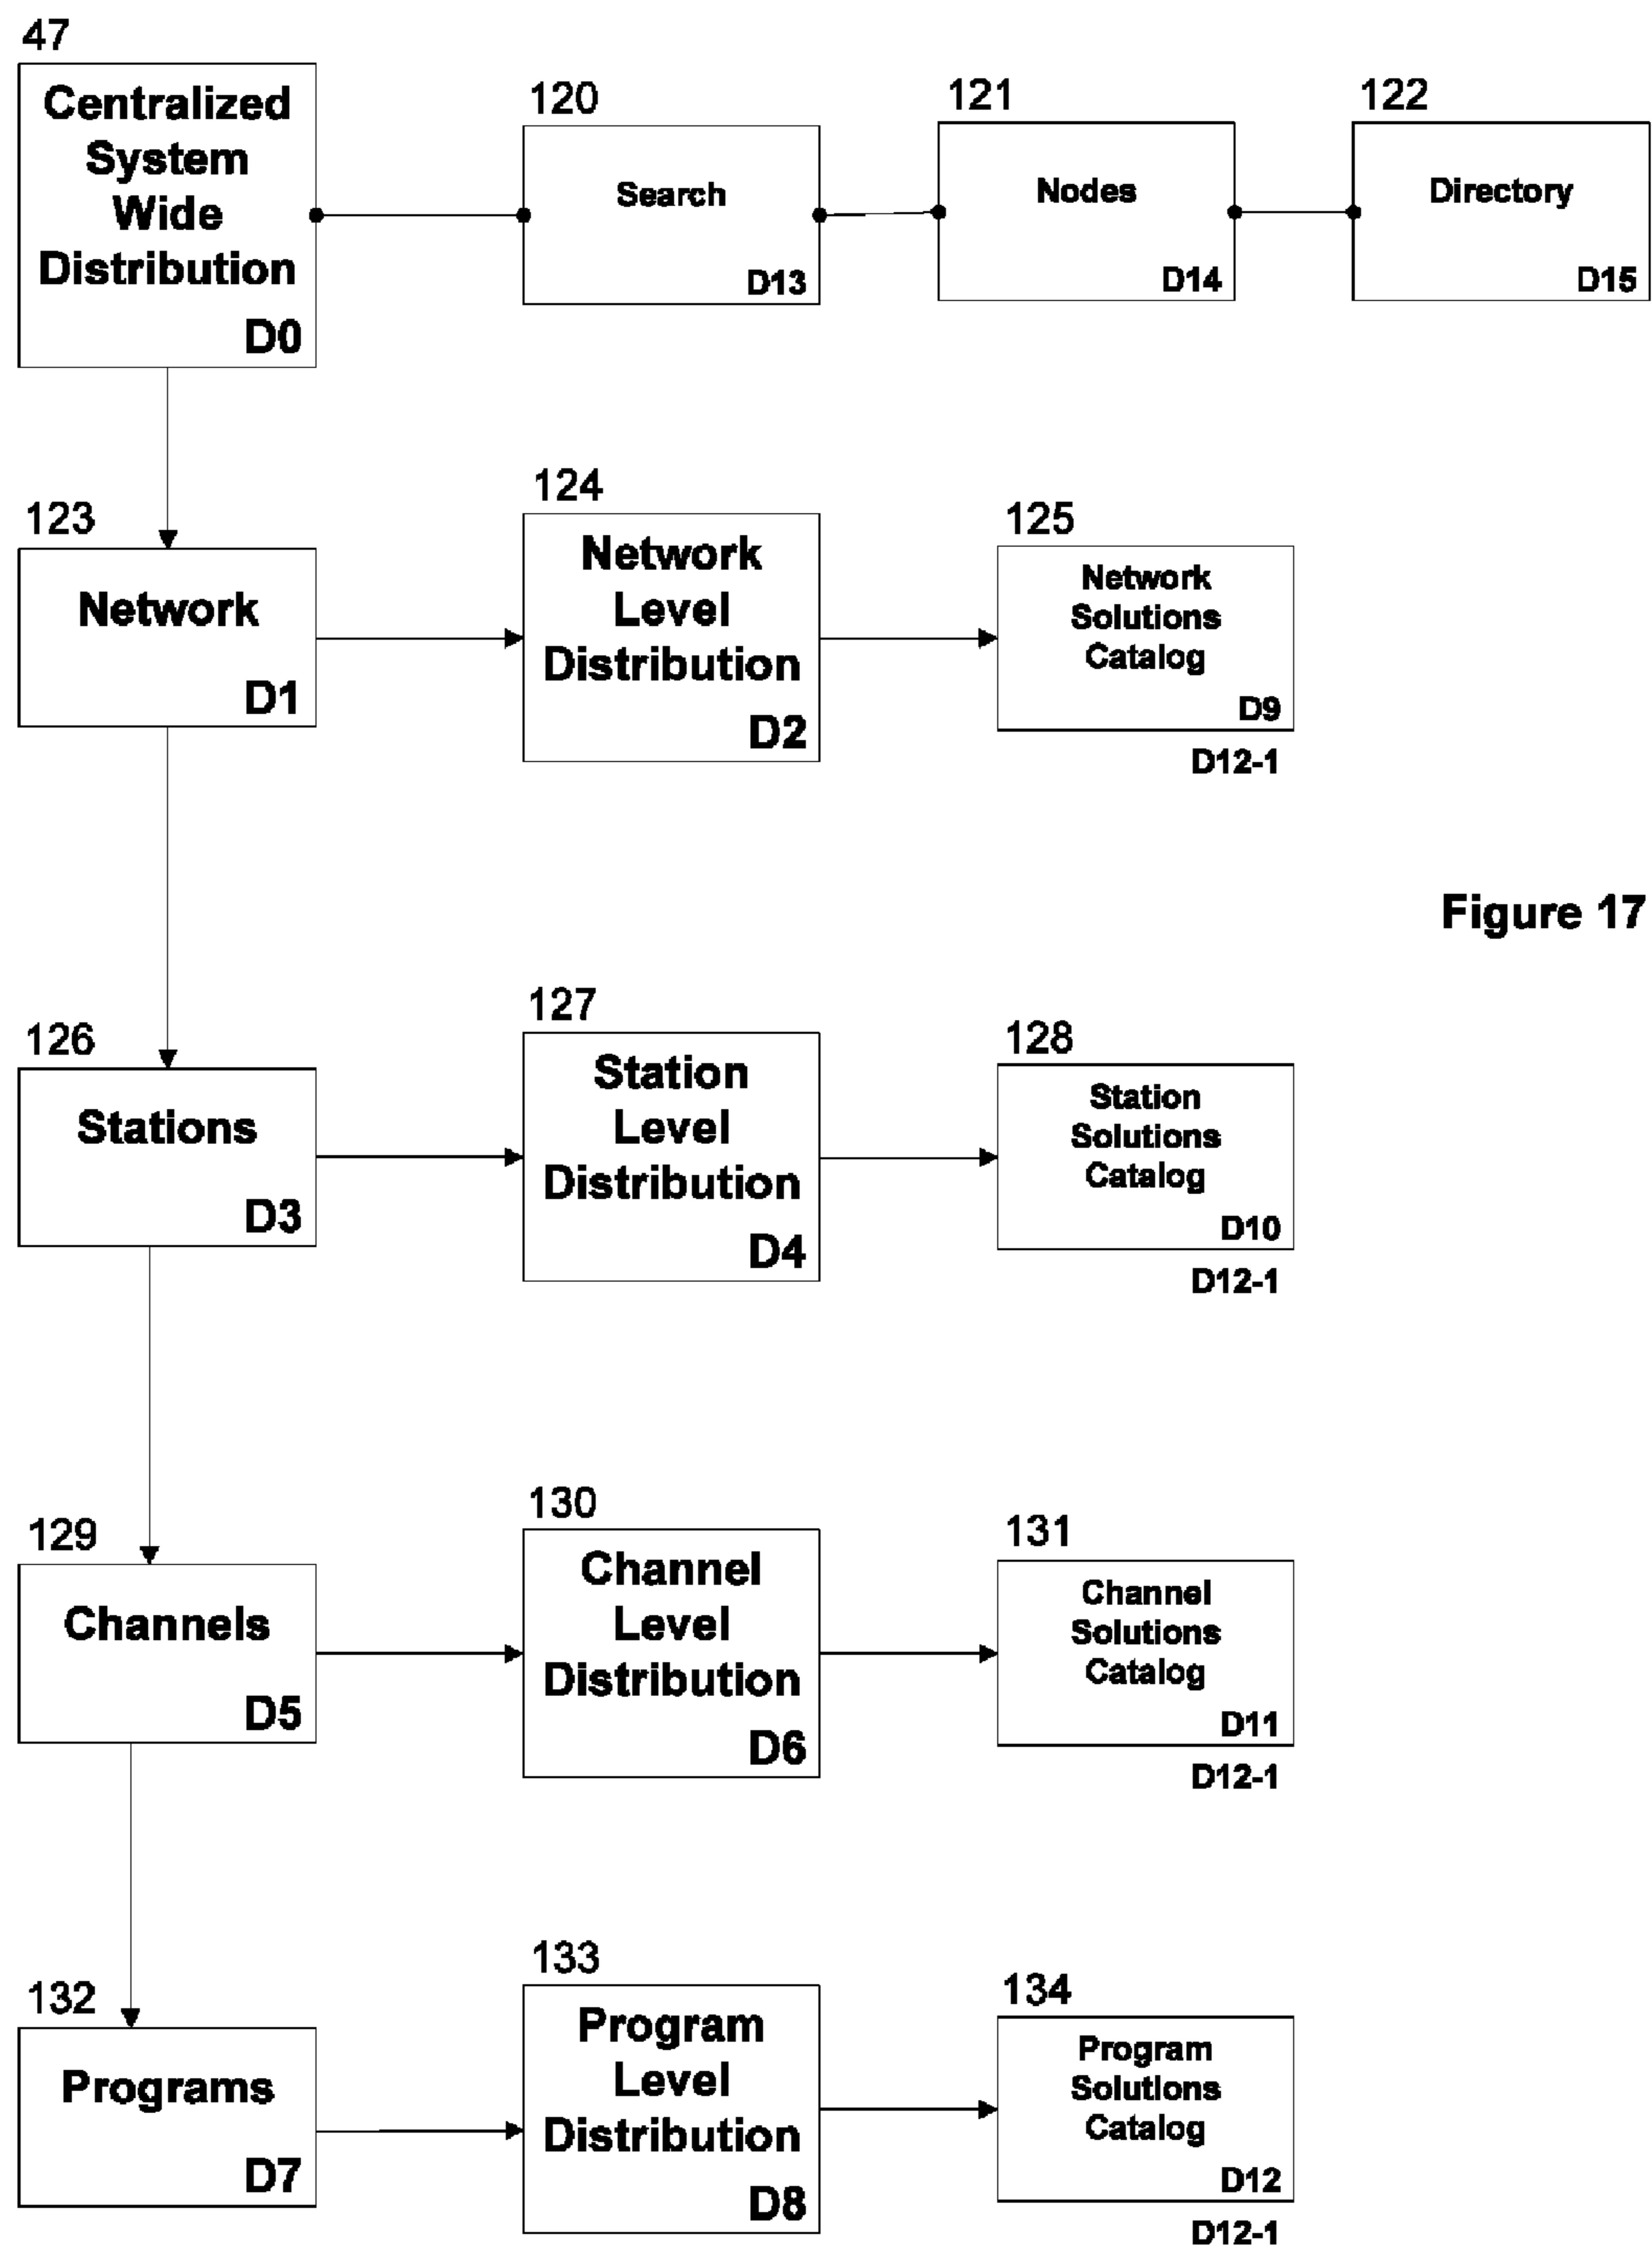 47
Centralized
System
Wide
Distribution
D0
120
Search
D13
121
Nodes
D14
122
Directory
D15
123
Network
D1
124
Network
Level
Distribution
D2
125
Network
Solutions
Catalog
D9
D12-1
Figure 17
126
Stations
D3
127
Station
Level
Distribution
D4
128
Station
Solutions
Catalog
D10
D12-1
129
Channels
D5
130
Channel
Level
Distribution
D6
131
Channel
Solutions
Catalog
D11
D12-1
132
Programs
D7
133
Program
Level
Distribution
D8
134
Program
Solutions
Catalog
D12
D12-1